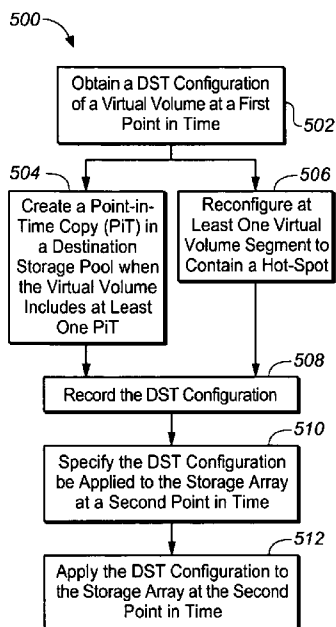 500
Obtain a DST Configuration
of a Virtual Volume at a First
Point in Time
502
504
Create a Point-in-
Time Copy (PiT) in
a Destination
Storage Pool when
the Virtual Volume
Includes at Least
One PiT
506
Reconfigure at
Least One Virtual
Volume Segment to
Contain a Hot-Spot
508
Record the DST Configuration
510
Specify the DST Configuration
be Applied to the Storage Array
at a Second Point in Time
512
Apply the DST Configuration to
the Storage Array at the Second
Point in Time